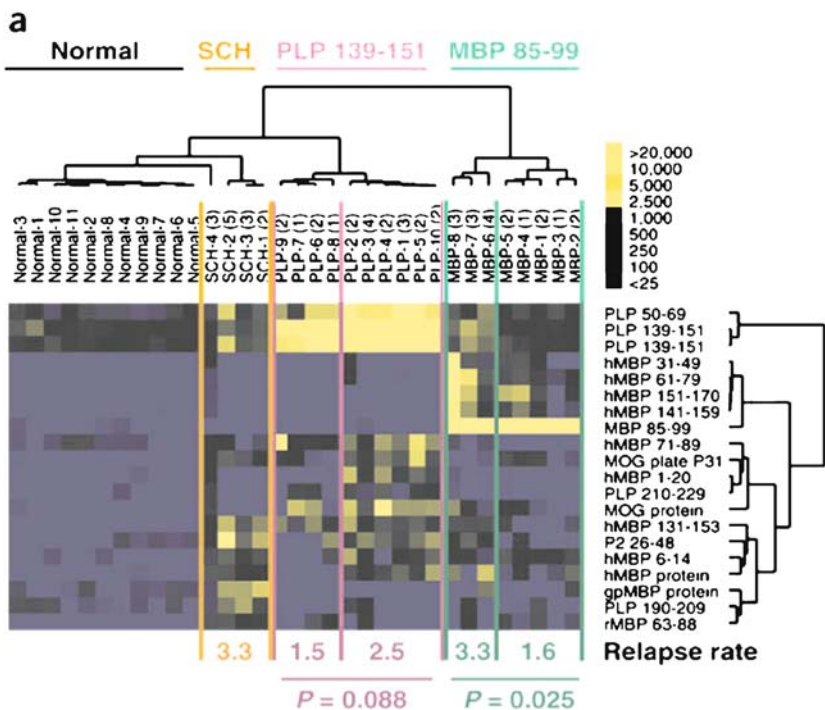 a
Normal SCH PLP 139-151 MBP 85-99
>20,000
10,000
5,000
2,500
1,000
500
250
100
<25
Normal-3
Normal-1
Normal-10
Normal-11
Normal-2
Normal-8
Normal-4
Normal-9
Normal-7
Normal-6
Normal-5
SCH-4 (3)
SCH-2 (5)
SCH-3 (3)
SCH-1 (2)
PLP-9 (2)
PLP-7 (1)
PLP-6 (2)
PLP-8 (1)
PLP-2 (2)
PLP-3 (4)
PLP-4 (2)
PLP-1 (3)
PLP-5 (2)
PLP-10 (2)
MBP-8 (3)
MBP-7 (3)
MBP-6 (4)
MBP-5 (2)
MBP-4 (1)
MBP-1 (2)
MBP-3 (1)
MBP-2 (2)
PLP 50-69
PLP 139-151
PLP 139-151
hMBP 31-49
hMBP 61-79
hMBP 151-170
hMBP 141-159
MBP 85-99
hMBP 71-89
MOG plate P31
hMBP 1-20
PLP 210-229
MOG protein
hMBP 131-153
P2 26-48
hMBP 6-14
hMBP protein
gpMBP protein
PLP 190-209
rMBP 63-88
3.3 1.5 2.5 3.3 1.6 Relapse rate
P = 0.088 P = 0.025